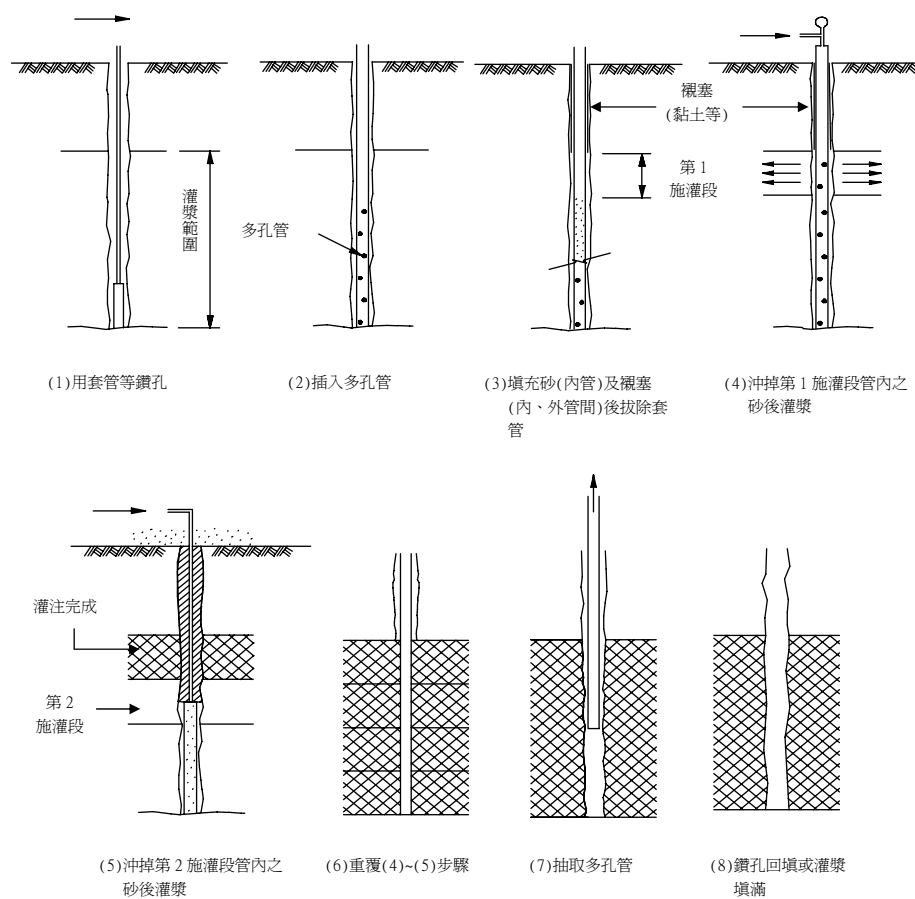 灌漿範圍
多孔管
襯塞
(黏土等)
第 1
施灌段
(1)用套管等鑽孔
(2)插入多孔管
(3)填充砂(內管)及襯塞
(內、外管間)後拔除套
管
(4)沖掉第 1 施灌段管內之
砂後灌漿
灌注完成
第 2
施灌段
(5)沖掉第 2 施灌段管內之
砂後灌漿
(6)重覆(4)~(5)步驟
(7)抽取多孔管
(8)鑽孔回填或灌漿
填滿